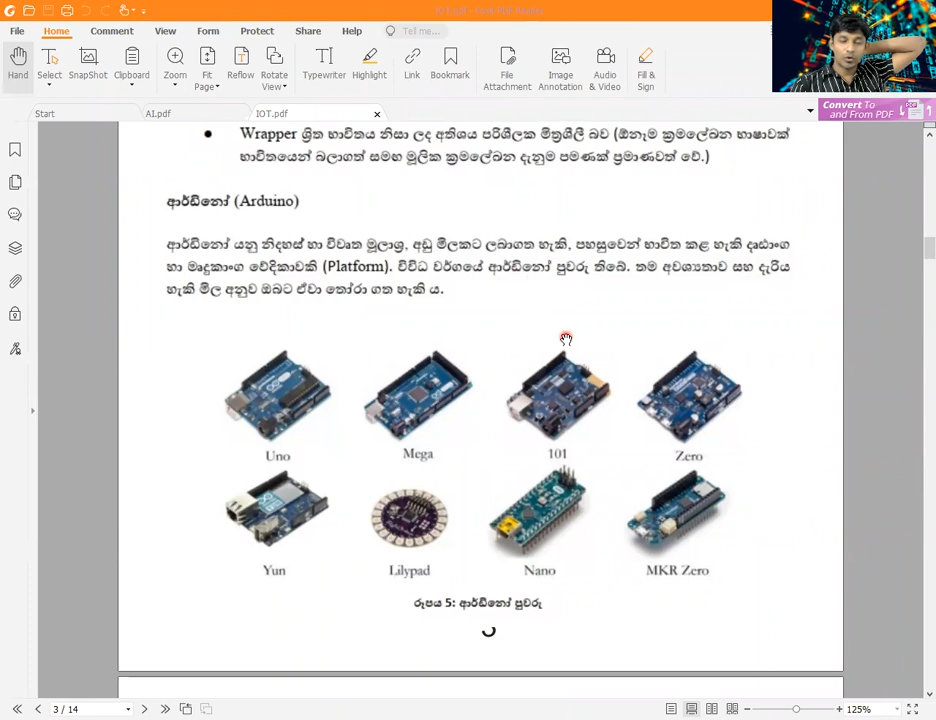 IOT.pdf - Foxit PDF Reader
File Home Comment View Form Protect Share Help Tell me...
Hand Select SnapShot Clipboard Zoom Fit Page Reflow Rotate View Typewriter Highlight Link Bookmark File Attachment Image Annotation Audio & Video Fill & Sign
Start AI.pdf IOT.pdf
Convert To and From PDF
Wrapper ශ්‍රිත භාවිතය නිසා ලද අතිශය පරිශීලක මිත්‍රශීලී බව (ඕනෑම ක්‍රමලේඛන භාෂාවක්
භාවිතයෙන් බලාගත් සමඟ මූලික ක්‍රමලේඛන දැනුම පමණක් ප්‍රමාණවත් වේ.)
ආර්ඩිනෝ (Arduino)
ආර්ඩිනෝ යනු නිදහස් හා විවෘත මූලාශ්‍ර, අඩු මිලකට ලබාගත හැකි, පහසුවෙන් භාවිත කළ හැකි දෘඪාංග
හා මෘදුකාංග වේදිකාවකි (Platform). විවිධ වර්ගයේ ආර්ඩිනෝ පුවරු තිබේ. තම අවශ්‍යතාව සහ දැරිය
හැකි මිල අනුව ඔබට ඒවා තෝරා ගත හැකි ය.
Uno Mega 101 Zero
Yun Lilypad Nano MKR Zero
රූපය 5: ආර්ඩිනෝ පුවරු
3 / 14
125%